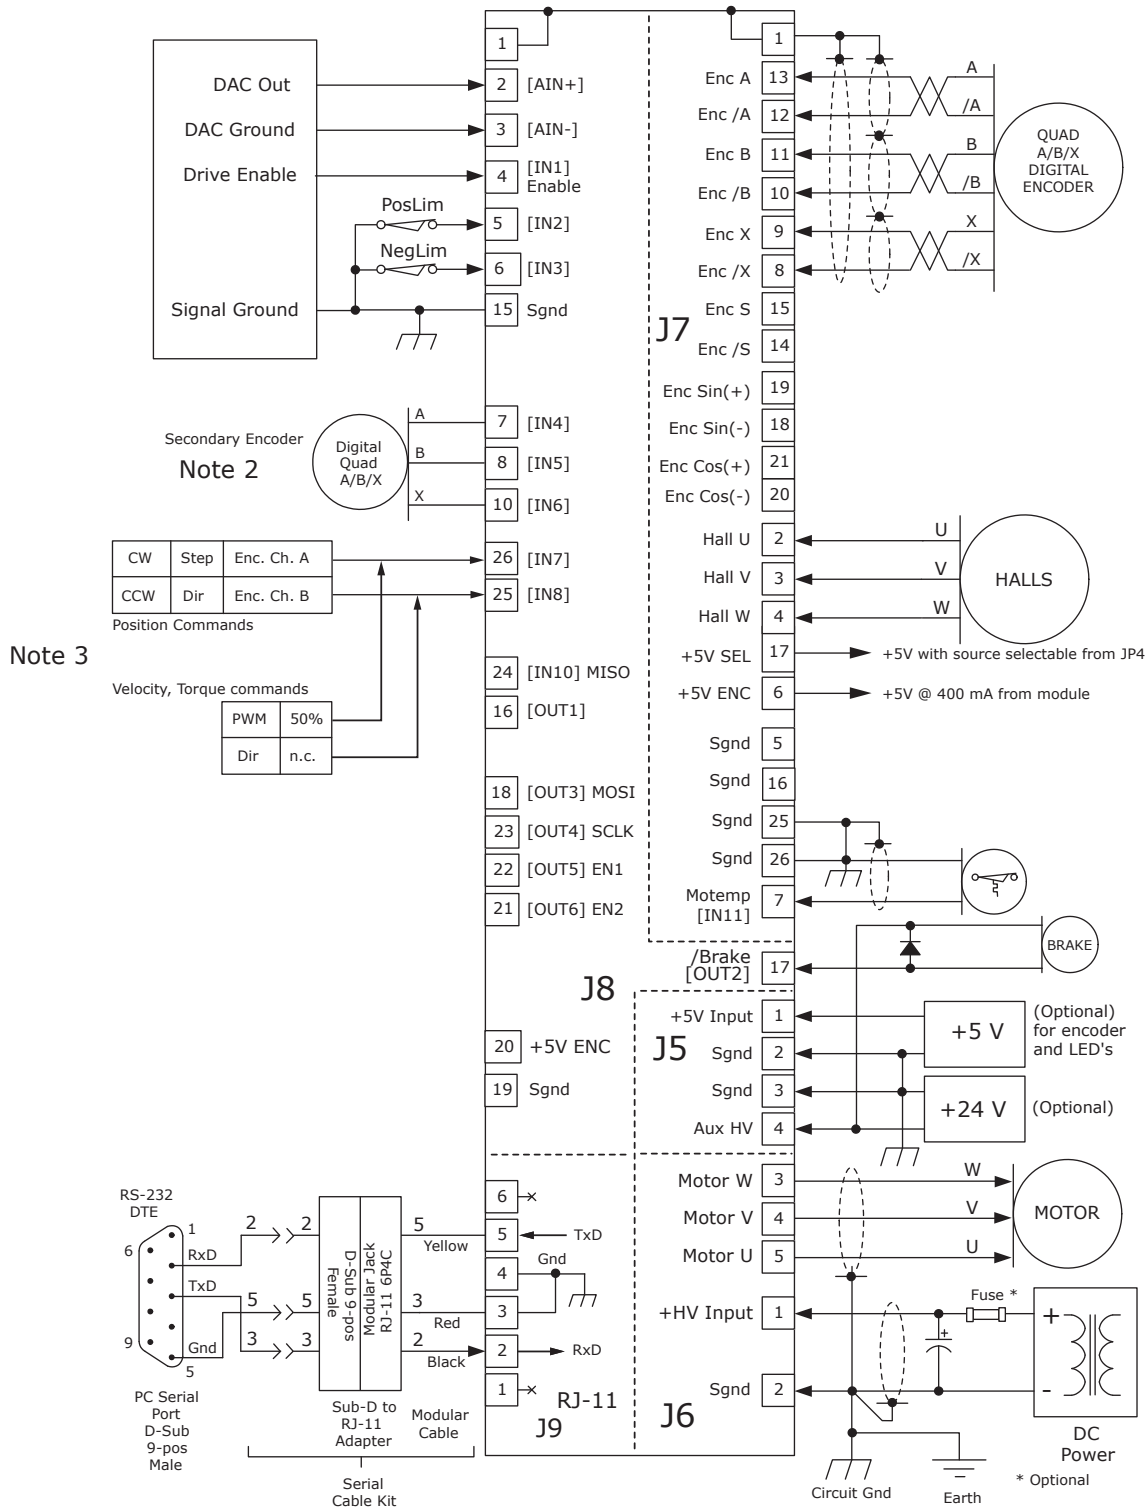 DAC Out
DAC Ground
Drive Enable
PosLim
NegLim
Signal Ground
1
2 [AIN+]
3 [AIN-]
4 [IN1]
Enable
5 [IN2]
6 [IN3]
15 Sgnd
Secondary Encoder
Note 2
Digital
Quad
A/B/X
A
B
X
7 [IN4]
8 [IN5]
10 [IN6]
CW Step Enc. Ch. A
CCW Dir Enc. Ch. B
Position Commands
26 [IN7]
25 [IN8]
Note 3
Velocity, Torque commands
PWM 50%
Dir n.c.
24 [IN10] MISO
16 [OUT1]
18 [OUT3] MOSI
23 [OUT4] SCLK
22 [OUT5] EN1
21 [OUT6] EN2
J8
20 +5V ENC
19 Sgnd
J7
1
Enc A 13
Enc /A 12
Enc B 11
Enc /B 10
Enc X 9
Enc /X 8
Enc S 15
Enc /S 14
Enc Sin(+) 19
Enc Sin(-) 18
Enc Cos(+) 21
Enc Cos(-) 20
A
/A
B
/B
X
/X
QUAD
A/B/X
DIGITAL
ENCODER
Hall U 2
Hall V 3
Hall W 4
U
V
W
HALLS
+5V SEL 17 +5V with source selectable from JP4
+5V ENC 6 +5V @ 400 mA from module
Sgnd 5
Sgnd 16
Sgnd 25
Sgnd 26
Motemp
[IN11]
7
/Brake
[OUT2]
17
BRAKE
J5
+5V Input 1
Sgnd 2
Sgnd 3
Aux HV 4
+5 V
(Optional)
for encoder
and LED's
+24 V
(Optional)
Motor W 3
Motor V 4
Motor U 5
W
V
U
MOTOR
+HV Input 1
Sgnd 2
J6
Fuse *
+
+
-
DC
Power
* Optional
Circuit Gnd
Earth
RS-232
DTE
1
6
RxD
TxD
9
Gnd
5
PC Serial
Port
D-Sub
9-pos
Male
2 2
5 5
3 3
D-Sub 9-pos
Female
Modular Jack
RJ-11 6P4C
5
Yellow
3
Red
2
Black
Sub-D to
RJ-11
Adapter
Modular
Cable
Serial
Cable Kit
6
5 TxD
4 Gnd
3
2 RxD
1
RJ-11
J9